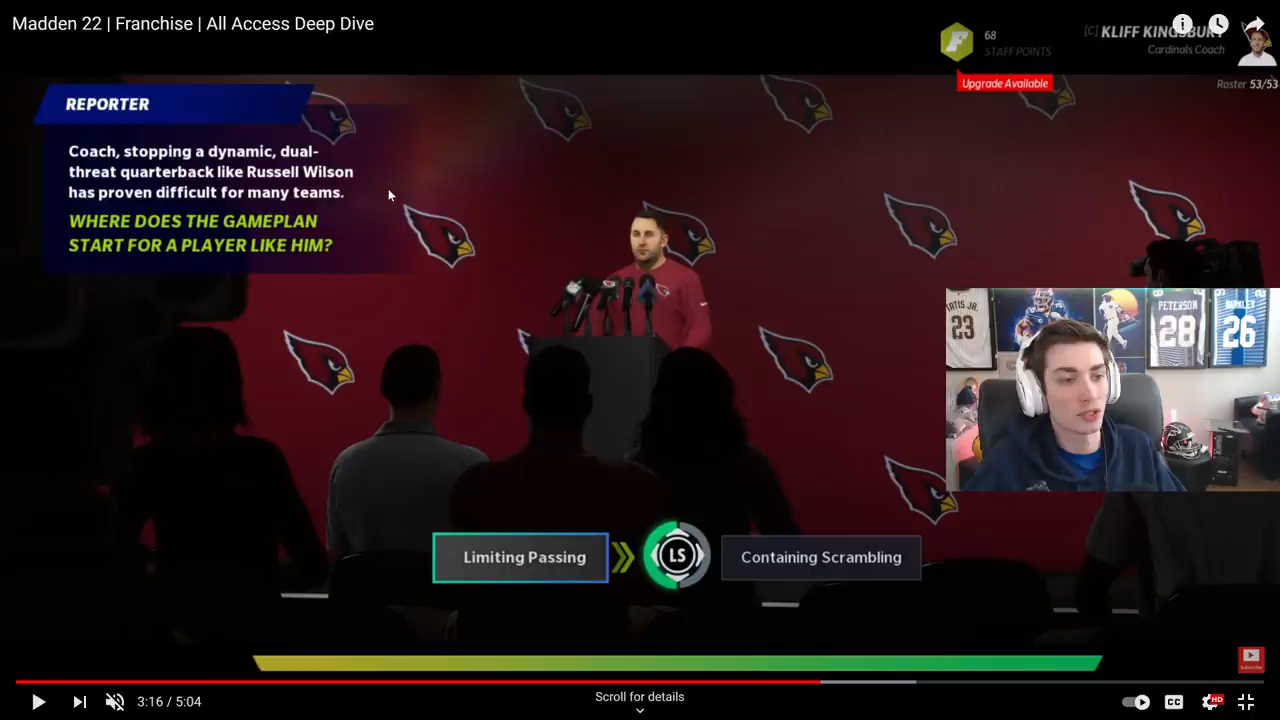 Madden 22 | Franchise | All Access Deep Dive
68
STAFF POINTS
[C] KLIFF KINGSBURY
Cardinals Coach
Upgrade Available
Roster 53/53
REPORTER
Coach, stopping a dynamic, dual-
threat quarterback like Russell Wilson
has proven difficult for many teams.
WHERE DOES THE GAMEPLAN
START FOR A PLAYER LIKE HIM?
23
PETERSON
28
26
Limiting Passing
LS
Containing Scrambling
Subscribe
3:16 / 5:04
Scroll for details
CC
HD